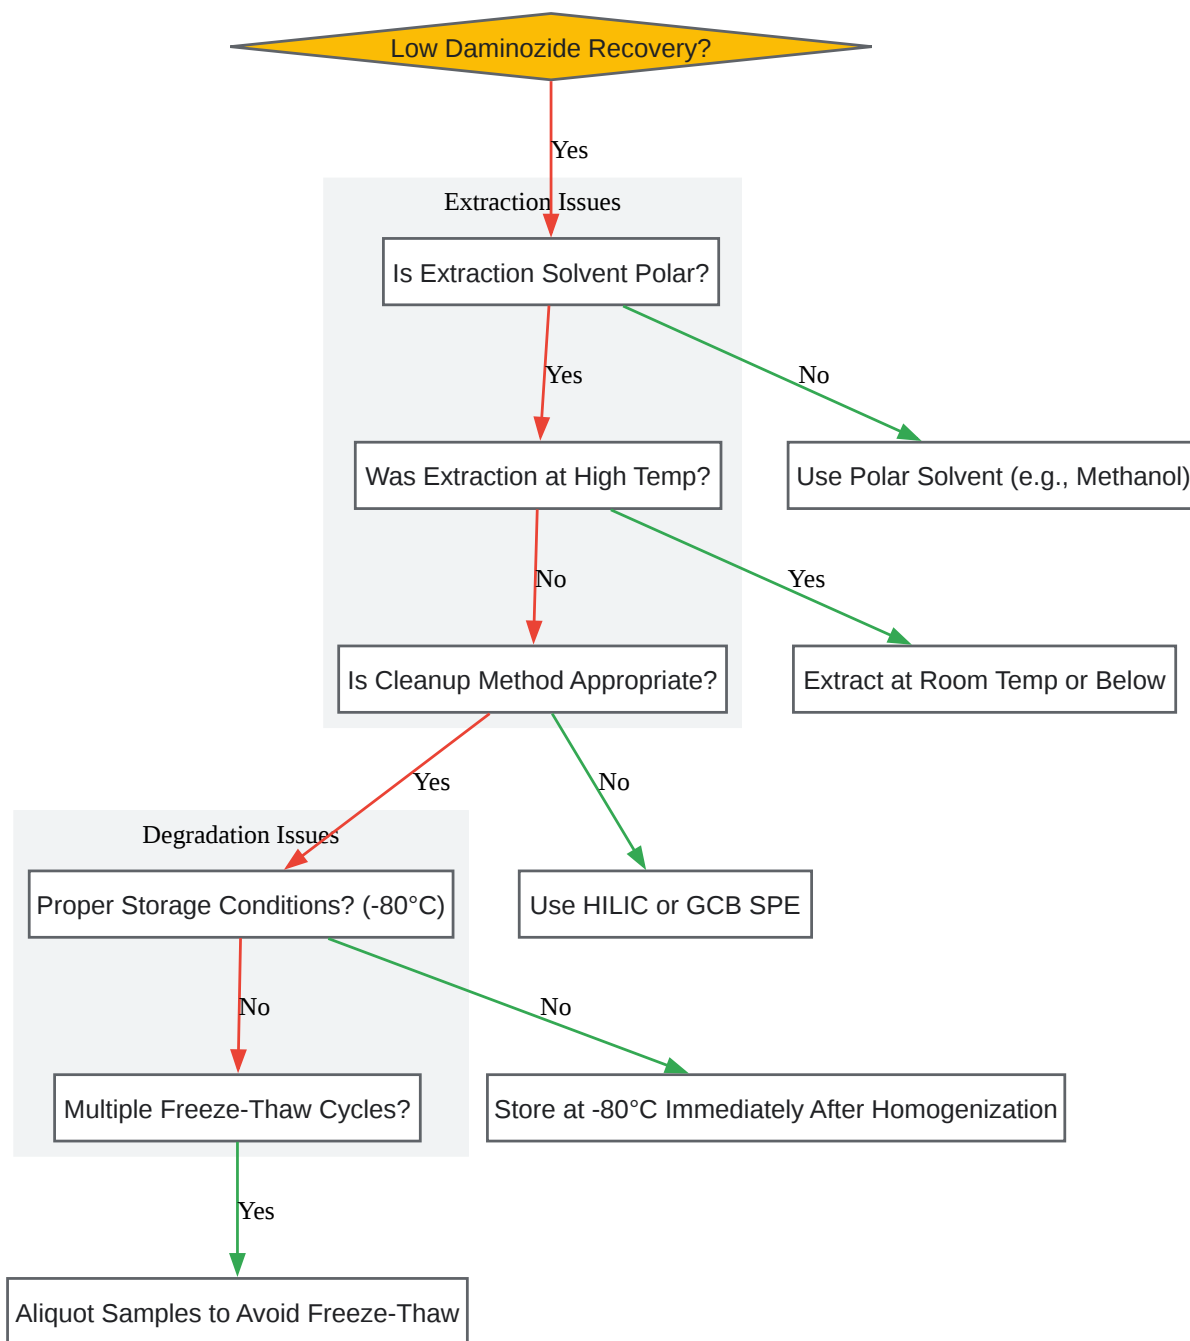 Low Daminozide Recovery?
Yes
Extraction Issues
Is Extraction Solvent Polar?
Yes
No
Was Extraction at High Temp?
Use Polar Solvent (e.g., Methanol)
No
Yes
Is Cleanup Method Appropriate?
Extract at Room Temp or Below
Yes
No
Degradation Issues
Proper Storage Conditions? (-80°C)
Use HILIC or GCB SPE
No
No
Multiple Freeze-Thaw Cycles?
Store at -80°C Immediately After Homogenization
Yes
Aliquot Samples to Avoid Freeze-Thaw